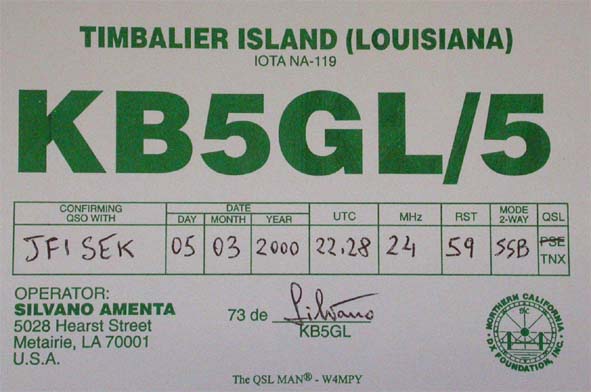 TIMBALIER ISLAND (LOUISIANA)
IOTA NA-119
KB5GL/5
CONFIRMING QSO WITH DATE DAY MONTH YEAR UTC MHz RST MODE 2-WAY QSL
JF1SEK 05 03 2000 22.28 24 59 SSB PSE TNX
OPERATOR:
SILVANO AMENTA
5028 Hearst Street
Metairie, LA 70001
U.S.A.
73 de Silvano
KB5GL
NORTHERN CALIFORNIA DX FOUNDATION, INC.
The QSL MAN® - W4MPY